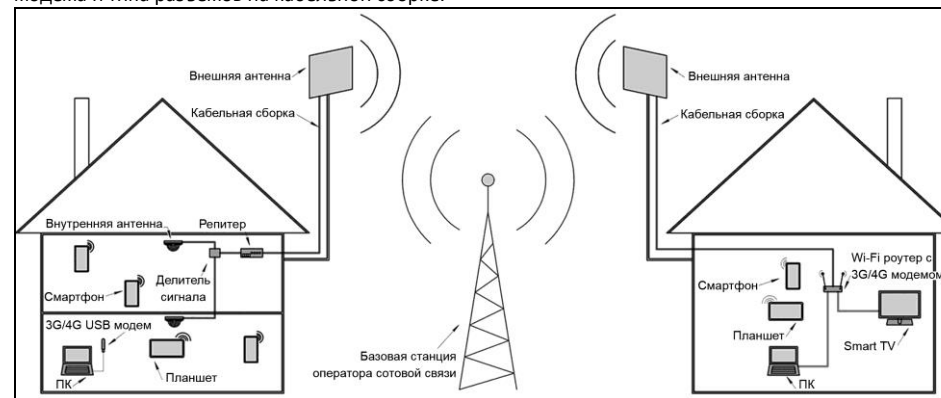 модема и типа разъемов на кабельной сборке.
Внешняя антенна
Кабельная сборка
Внутренняя антенна
Репитер
Делитель
сигнала
Смартфон
3G/4G USB модем
ПК
Планшет
Базовая станция
оператора сотовой связи
Внешняя антенна
Кабельная сборка
Wi-Fi роутер с
3G/4G модемом
Смартфон
Планшет
Smart TV
ПК